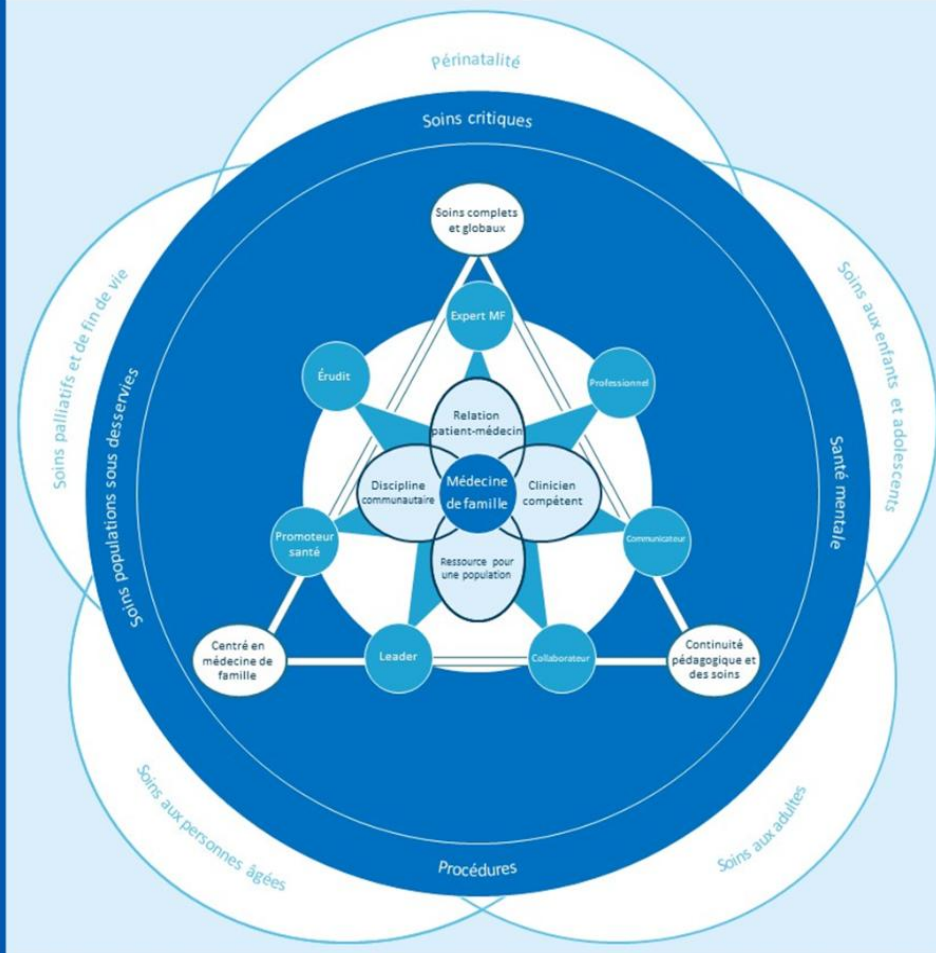 Périnatalité
Soins critiques
Soins complets
et globaux
Soins palliatifs et de fin de vie
Soins aux enfants et adolescents
Soins populations sous desservies
Santé mentale
Expert MF
Érudit
Professionnel
Relation
patient-médecin
Discipline
communautaire
Médecine
de famille
Clinicien
compétent
Promoteur
santé
Communicateur
Ressource pour
une population
Centré en
médecine de
famille
Leader
Collaborateur
Continuité
pédagogique et
des soins
Soins aux personnes âgées
Procédures
Soins aux adultes